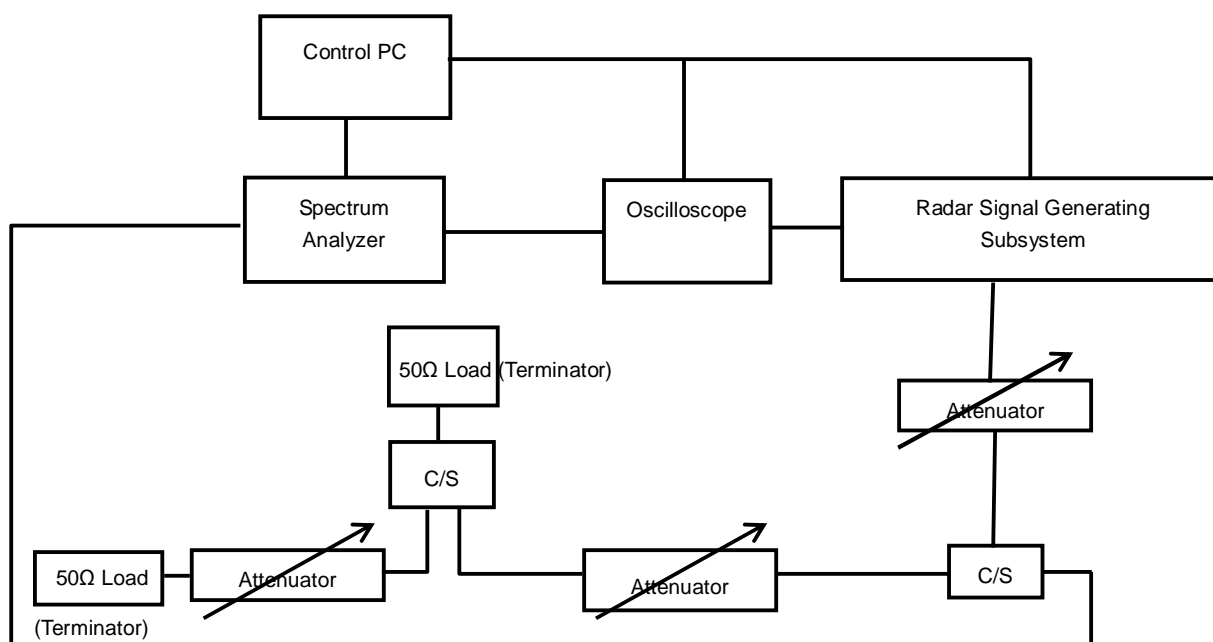 Control PC
Spectrum
Analyzer
Oscilloscope
Radar Signal Generating
Subsystem
50Ω Load (Terminator)
Attenuator
C/S
50Ω Load
(Terminator)
Attenuator
Attenuator
C/S